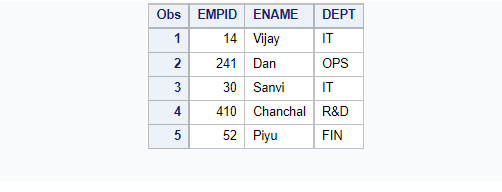 Obs EMPID ENAME DEPT
1 14 Vijay IT
2 241 Dan OPS
3 30 Sanvi IT
4 410 Chanchal R&D
5 52 Piyu FIN